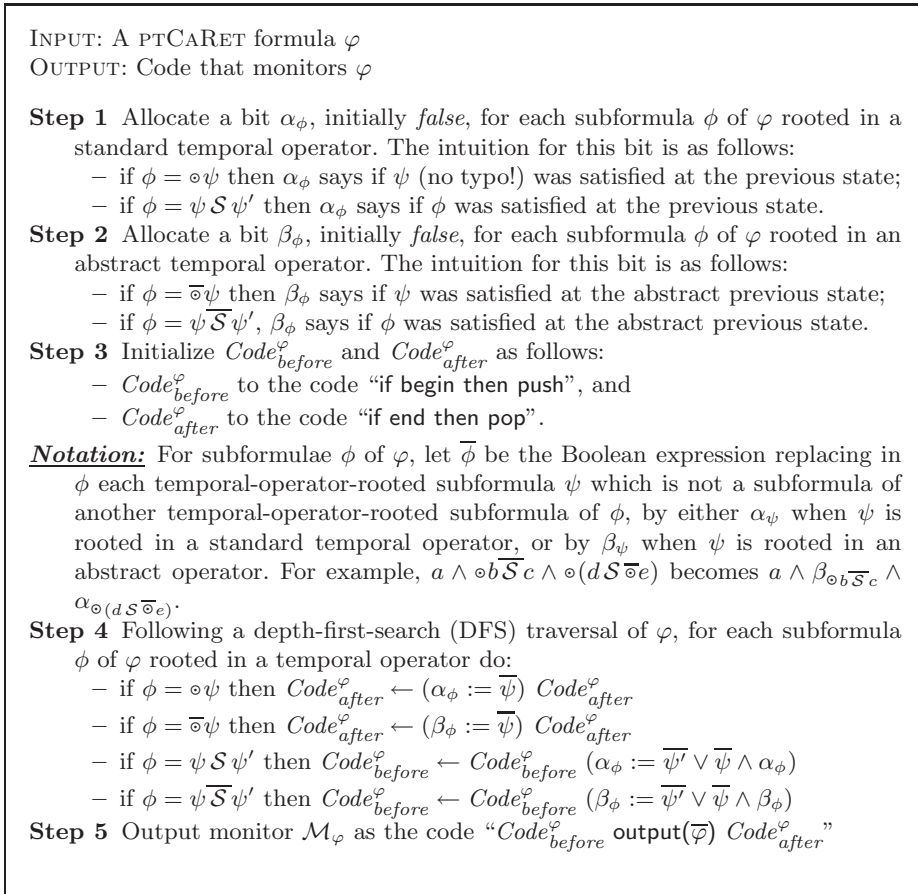 INPUT: A PTCARET formula φ
OUTPUT: Code that monitors φ
Step 1 Allocate a bit α_ϕ, initially false, for each subformula ϕ of φ rooted in a
standard temporal operator. The intuition for this bit is as follows:
– if ϕ = ⊙ψ then α_ϕ says if ψ (no typo!) was satisfied at the previous state;
– if ϕ = ψ 𝒮 ψ′ then α_ϕ says if ϕ was satisfied at the previous state.
Step 2 Allocate a bit β_ϕ, initially false, for each subformula ϕ of φ rooted in an
abstract temporal operator. The intuition for this bit is as follows:
– if ϕ = ⊙̅ψ then β_ϕ says if ψ was satisfied at the abstract previous state;
– if ϕ = ψ 𝒮̅ ψ′, β_ϕ says if ϕ was satisfied at the abstract previous state.
Step 3 Initialize Code^φ_before and Code^φ_after as follows:
– Code^φ_before to the code “if begin then push”, and
– Code^φ_after to the code “if end then pop”.
Notation: For subformulae ϕ of φ, let ϕ̅ be the Boolean expression replacing in
ϕ each temporal-operator-rooted subformula ψ which is not a subformula of
another temporal-operator-rooted subformula of ϕ, by either α_ψ when ψ is
rooted in a standard temporal operator, or by β_ψ when ψ is rooted in an
abstract operator. For example, a ∧ ⊙b 𝒮̅ c ∧ ⊙(d 𝒮 ⊙̅e) becomes a ∧ β_{⊙b 𝒮̅ c} ∧
α_{⊙(d 𝒮 ⊙̅e)}.
Step 4 Following a depth-first-search (DFS) traversal of φ, for each subformula
ϕ of φ rooted in a temporal operator do:
– if ϕ = ⊙ψ then Code^φ_after ← (α_ϕ := ψ̅) Code^φ_after
– if ϕ = ⊙̅ψ then Code^φ_after ← (β_ϕ := ψ̅) Code^φ_after
– if ϕ = ψ 𝒮 ψ′ then Code^φ_before ← Code^φ_before (α_ϕ := ψ̅′ ∨ ψ̅ ∧ α_ϕ)
– if ϕ = ψ 𝒮̅ ψ′ then Code^φ_before ← Code^φ_before (β_ϕ := ψ̅′ ∨ ψ̅ ∧ β_ϕ)
Step 5 Output monitor ℳ_φ as the code “Code^φ_before output(φ̅) Code^φ_after”